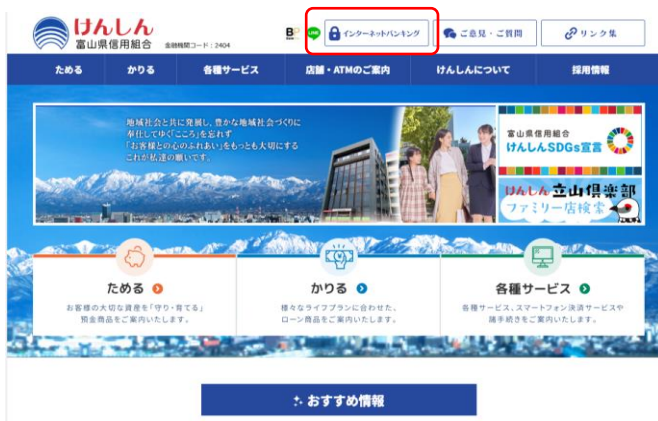 けんしん
富山県信用組合 金融機関コード：2404
LINE
インターネットバンキング
ご意見・ご質問
リンク集
ためる かりる 各種サービス 店舗・ATMのご案内 けんしんについて 採用情報
地域社会と共に発展し、豊かな地域社会づくりに
奉仕してゆく「こころ」を忘れず
「お客様との心のふれあい」をもっとも大切にする
これが私達の願いです。
富山県信用組合
けんしんSDGs宣言
けんしん 立山倶楽部
ファミリー店検索
ためる
お客様の大切な資産を「守り・育てる」
預金商品をご案内いたします。
かりる
様々なライフプランに合わせた、
ローン商品をご案内いたします。
各種サービス
各種サービス、スマートフォン決済サービスや
諸手続きをご案内いたします。
おすすめ情報